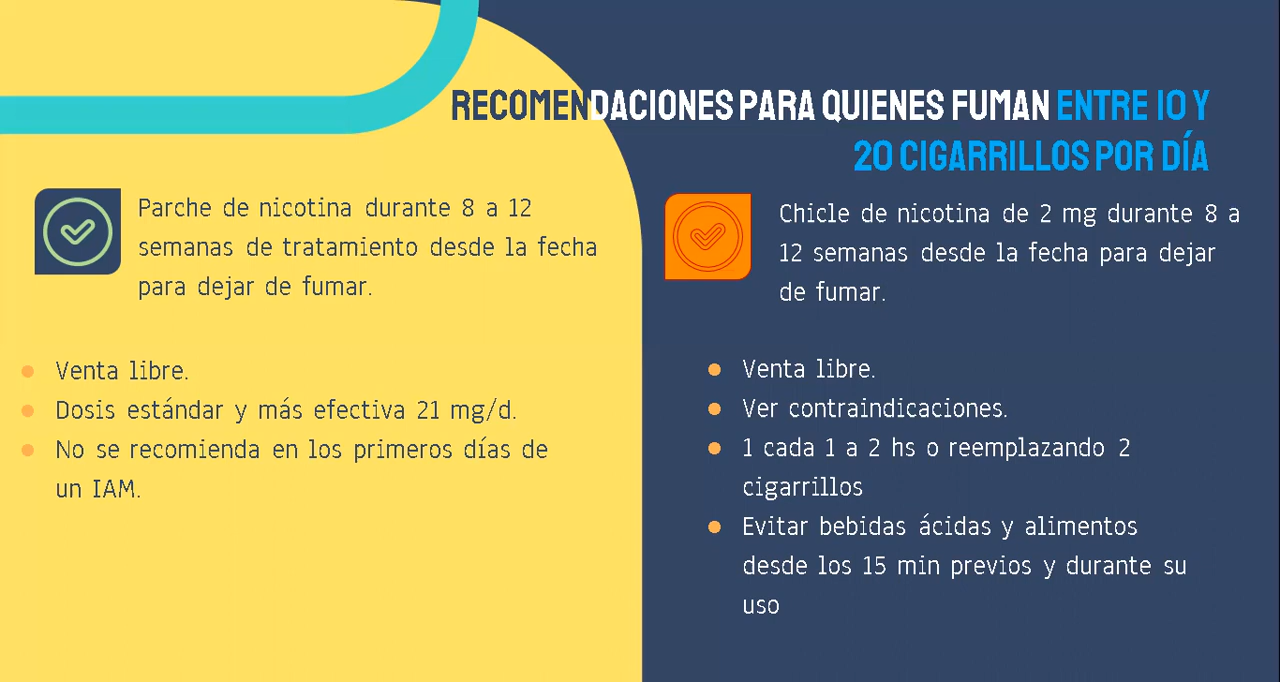 RECOMENDACIONES PARA QUIENES FUMAN ENTRE 10 Y
20 CIGARRILLOS POR DÍA
Parche de nicotina durante 8 a 12
semanas de tratamiento desde la fecha
para dejar de fumar.
Venta libre.
Dosis estándar y más efectiva 21 mg/d.
No se recomienda en los primeros días de
un IAM.
Chicle de nicotina de 2 mg durante 8 a
12 semanas desde la fecha para dejar
de fumar.
Venta libre.
Ver contraindicaciones.
1 cada 1 a 2 hs o reemplazando 2
cigarrillos
Evitar bebidas ácidas y alimentos
desde los 15 min previos y durante su
uso